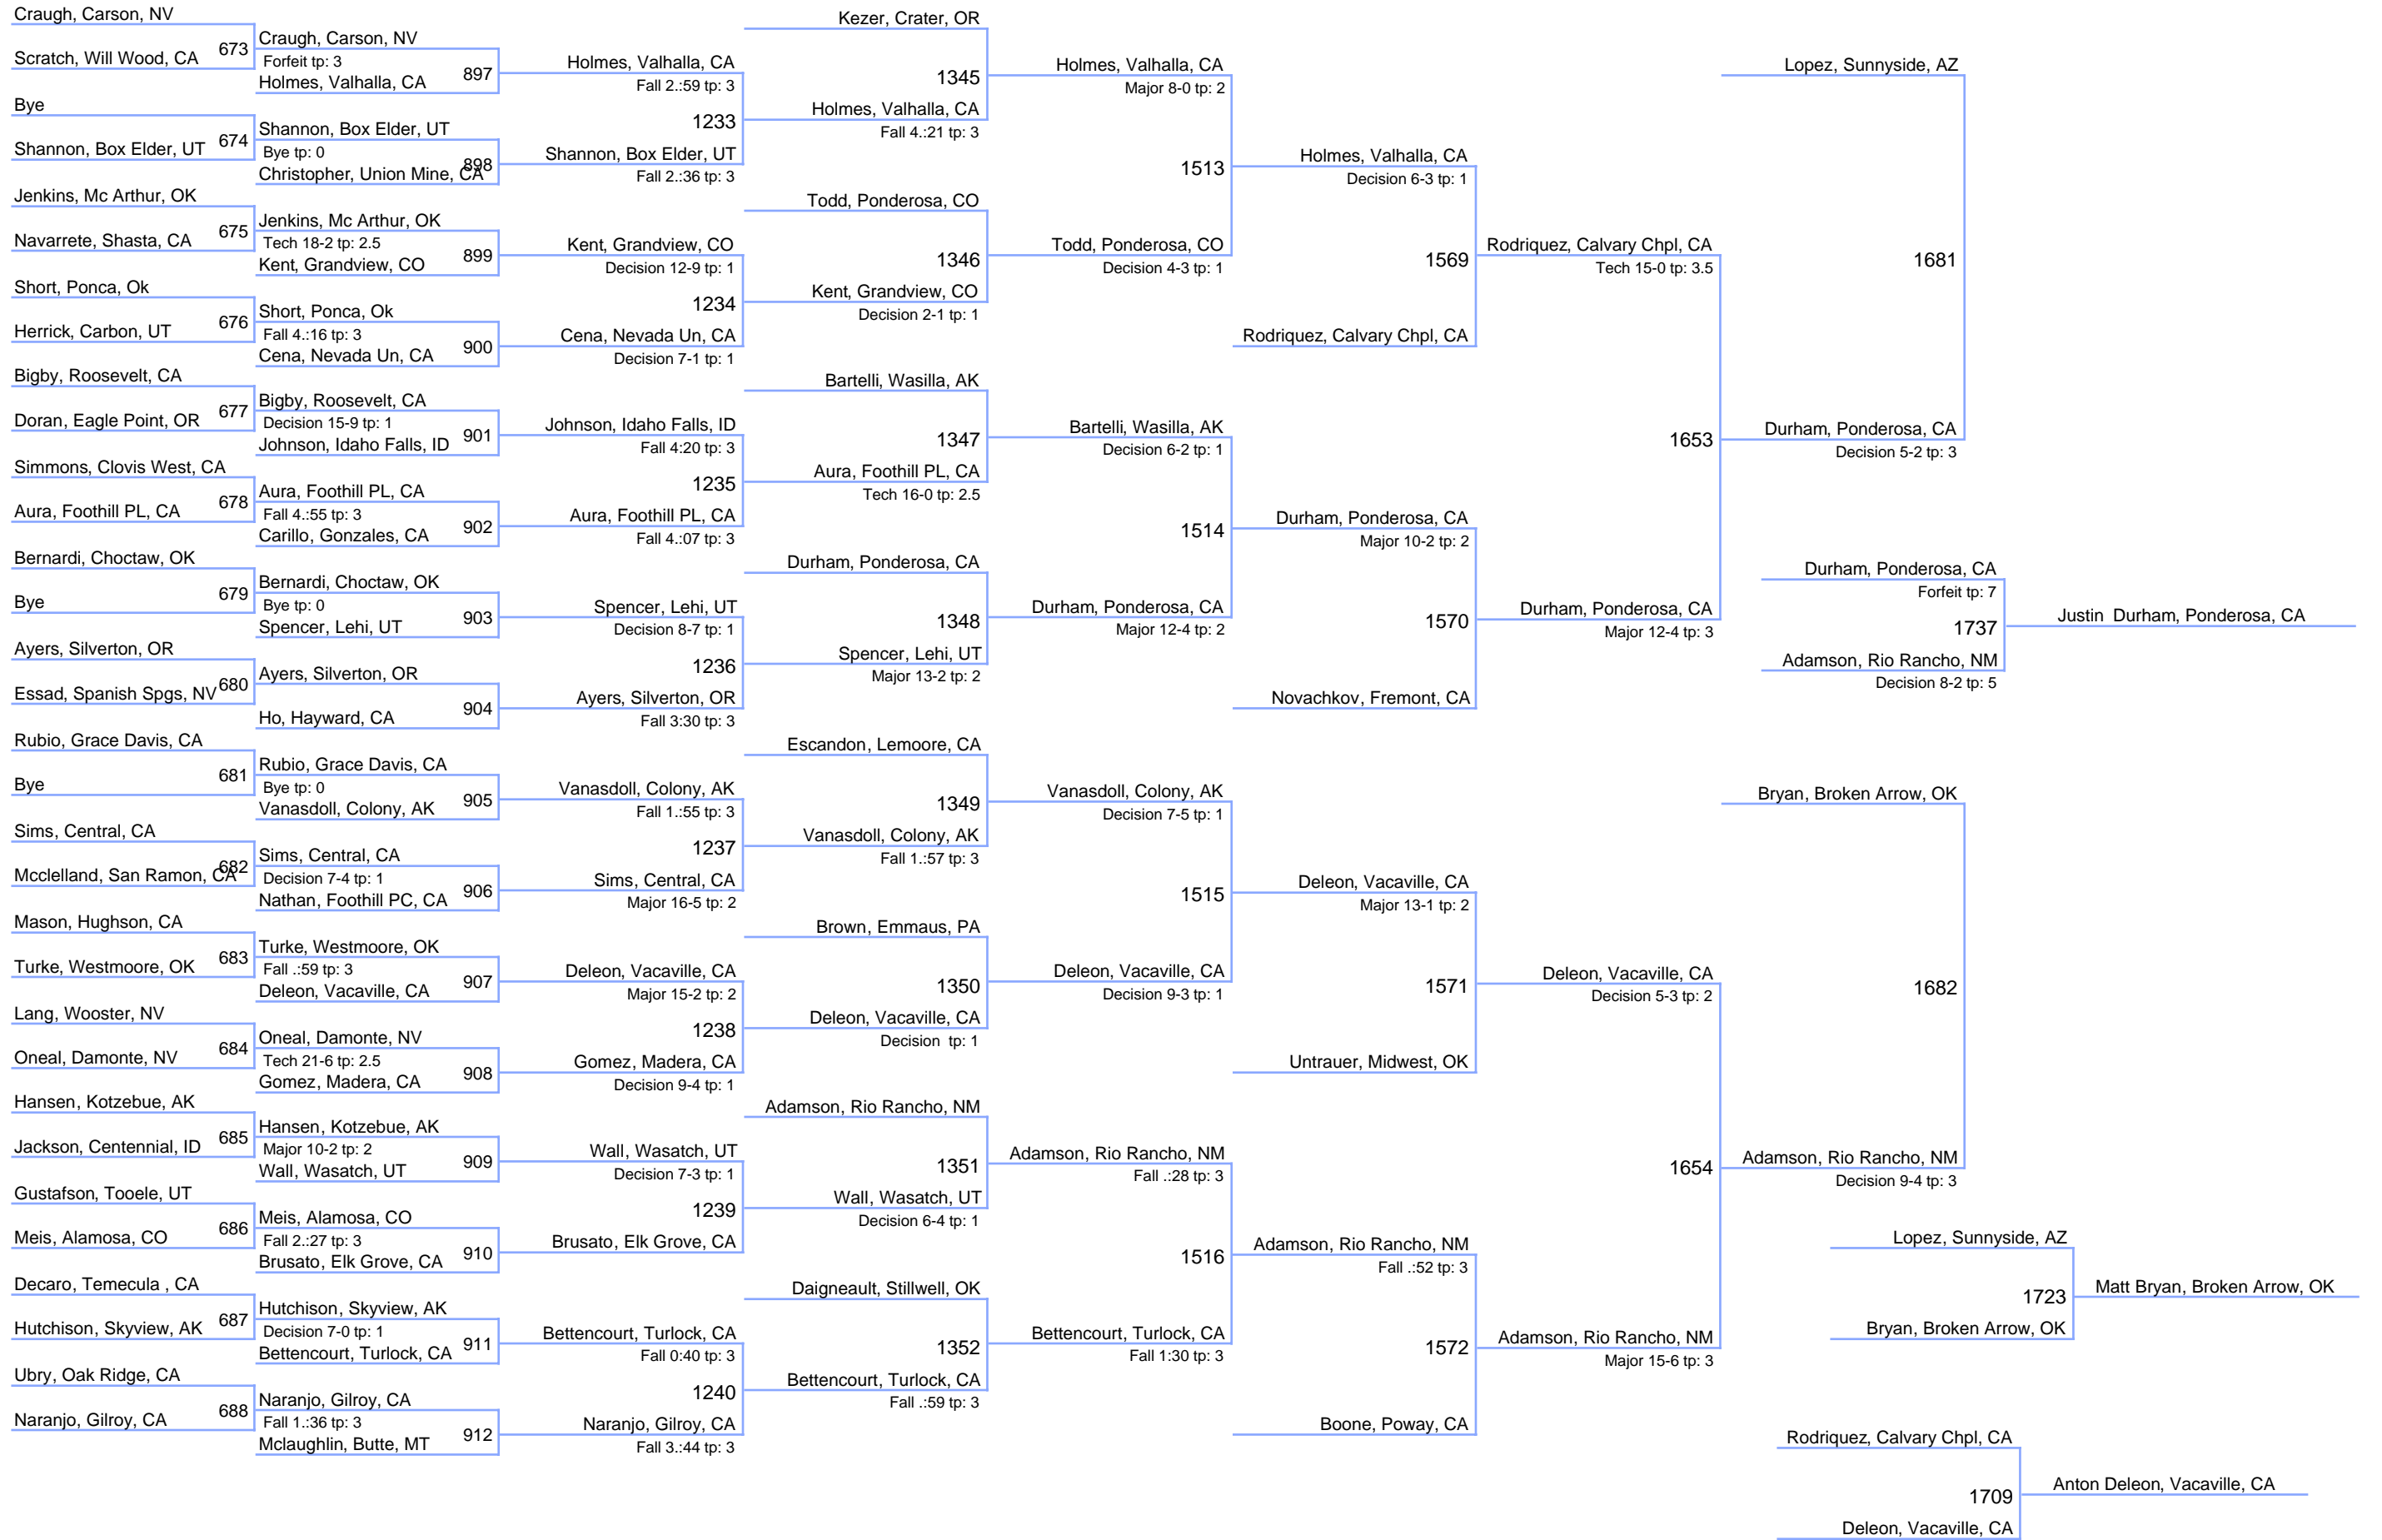 Craugh, Carson, NV
Scratch, Will Wood, CA
673
Bye
Shannon, Box Elder, UT
674
Jenkins, Mc Arthur, OK
Navarrete, Shasta, CA
675
Short, Ponca, Ok
Herrick, Carbon, UT
676
Bigby, Roosevelt, CA
Doran, Eagle Point, OR
677
Simmons, Clovis West, CA
Aura, Foothill PL, CA
678
Bernardi, Choctaw, OK
Bye
679
Ayers, Silverton, OR
Essad, Spanish Spgs, NV
680
Rubio, Grace Davis, CA
Bye
681
Sims, Central, CA
Mcclelland, San Ramon, CA
682
Mason, Hughson, CA
Turke, Westmoore, OK
683
Lang, Wooster, NV
Oneal, Damonte, NV
684
Hansen, Kotzebue, AK
Jackson, Centennial, ID
685
Gustafson, Tooele, UT
Meis, Alamosa, CO
686
Decaro, Temecula , CA
Hutchison, Skyview, AK
687
Ubry, Oak Ridge, CA
Naranjo, Gilroy, CA
688
Craugh, Carson, NV
Forfeit tp: 3
Holmes, Valhalla, CA
897
Shannon, Box Elder, UT
Bye tp: 0
Christopher, Union Mine, CA
898
Jenkins, Mc Arthur, OK
Tech 18-2 tp: 2.5
Kent, Grandview, CO
899
Short, Ponca, Ok
Fall 4.:16 tp: 3
Cena, Nevada Un, CA
900
Bigby, Roosevelt, CA
Decision 15-9 tp: 1
Johnson, Idaho Falls, ID
901
Aura, Foothill PL, CA
Fall 4.:55 tp: 3
Carillo, Gonzales, CA
902
Bernardi, Choctaw, OK
Bye tp: 0
Spencer, Lehi, UT
903
Ayers, Silverton, OR
Ho, Hayward, CA
904
Rubio, Grace Davis, CA
Bye tp: 0
Vanasdoll, Colony, AK
905
Sims, Central, CA
Decision 7-4 tp: 1
Nathan, Foothill PC, CA
906
Turke, Westmoore, OK
Fall .:59 tp: 3
Deleon, Vacaville, CA
907
Oneal, Damonte, NV
Tech 21-6 tp: 2.5
Gomez, Madera, CA
908
Hansen, Kotzebue, AK
Major 10-2 tp: 2
Wall, Wasatch, UT
909
Meis, Alamosa, CO
Fall 2.:27 tp: 3
Brusato, Elk Grove, CA
910
Hutchison, Skyview, AK
Decision 7-0 tp: 1
Bettencourt, Turlock, CA
911
Naranjo, Gilroy, CA
Fall 1.:36 tp: 3
Mclaughlin, Butte, MT
912
Holmes, Valhalla, CA
Fall 2.:59 tp: 3
1233
Shannon, Box Elder, UT
Fall 2.:36 tp: 3
Kent, Grandview, CO
Decision 12-9 tp: 1
1234
Cena, Nevada Un, CA
Decision 7-1 tp: 1
Johnson, Idaho Falls, ID
Fall 4:20 tp: 3
1235
Aura, Foothill PL, CA
Fall 4.:07 tp: 3
Spencer, Lehi, UT
Decision 8-7 tp: 1
1236
Ayers, Silverton, OR
Fall 3:30 tp: 3
Vanasdoll, Colony, AK
Fall 1.:55 tp: 3
1237
Sims, Central, CA
Major 16-5 tp: 2
Deleon, Vacaville, CA
Major 15-2 tp: 2
1238
Gomez, Madera, CA
Decision 9-4 tp: 1
Wall, Wasatch, UT
Decision 7-3 tp: 1
1239
Brusato, Elk Grove, CA
Bettencourt, Turlock, CA
Fall 0:40 tp: 3
1240
Naranjo, Gilroy, CA
Fall 3.:44 tp: 3
Kezer, Crater, OR
1345
Holmes, Valhalla, CA
Fall 4.:21 tp: 3
Todd, Ponderosa, CO
1346
Kent, Grandview, CO
Decision 2-1 tp: 1
Bartelli, Wasilla, AK
1347
Aura, Foothill PL, CA
Tech 16-0 tp: 2.5
Durham, Ponderosa, CA
1348
Spencer, Lehi, UT
Major 13-2 tp: 2
Escandon, Lemoore, CA
1349
Vanasdoll, Colony, AK
Fall 1.:57 tp: 3
Brown, Emmaus, PA
1350
Deleon, Vacaville, CA
Decision  tp: 1
Adamson, Rio Rancho, NM
1351
Wall, Wasatch, UT
Decision 6-4 tp: 1
Daigneault, Stillwell, OK
1352
Bettencourt, Turlock, CA
Fall .:59 tp: 3
Holmes, Valhalla, CA
Major 8-0 tp: 2
1513
Todd, Ponderosa, CO
Decision 4-3 tp: 1
Bartelli, Wasilla, AK
Decision 6-2 tp: 1
1514
Durham, Ponderosa, CA
Major 12-4 tp: 2
Vanasdoll, Colony, AK
Decision 7-5 tp: 1
1515
Deleon, Vacaville, CA
Decision 9-3 tp: 1
Adamson, Rio Rancho, NM
Fall .:28 tp: 3
1516
Bettencourt, Turlock, CA
Fall 1:30 tp: 3
Holmes, Valhalla, CA
Decision 6-3 tp: 1
1569
Rodriquez, Calvary Chpl, CA
Durham, Ponderosa, CA
Major 10-2 tp: 2
1570
Novachkov, Fremont, CA
Deleon, Vacaville, CA
Major 13-1 tp: 2
1571
Untrauer, Midwest, OK
Adamson, Rio Rancho, NM
Fall .:52 tp: 3
1572
Boone, Poway, CA
Rodriquez, Calvary Chpl, CA
Tech 15-0 tp: 3.5
1653
Durham, Ponderosa, CA
Major 12-4 tp: 3
Deleon, Vacaville, CA
Decision 5-3 tp: 2
1654
Adamson, Rio Rancho, NM
Major 15-6 tp: 3
Lopez, Sunnyside, AZ
1681
Durham, Ponderosa, CA
Decision 5-2 tp: 3
Bryan, Broken Arrow, OK
1682
Adamson, Rio Rancho, NM
Decision 9-4 tp: 3
Durham, Ponderosa, CA
Forfeit tp: 7
1737
Adamson, Rio Rancho, NM
Decision 8-2 tp: 5
Justin  Durham, Ponderosa, CA
Lopez, Sunnyside, AZ
1723
Bryan, Broken Arrow, OK
Matt Bryan, Broken Arrow, OK
Rodriquez, Calvary Chpl, CA
1709
Deleon, Vacaville, CA
Anton Deleon, Vacaville, CA